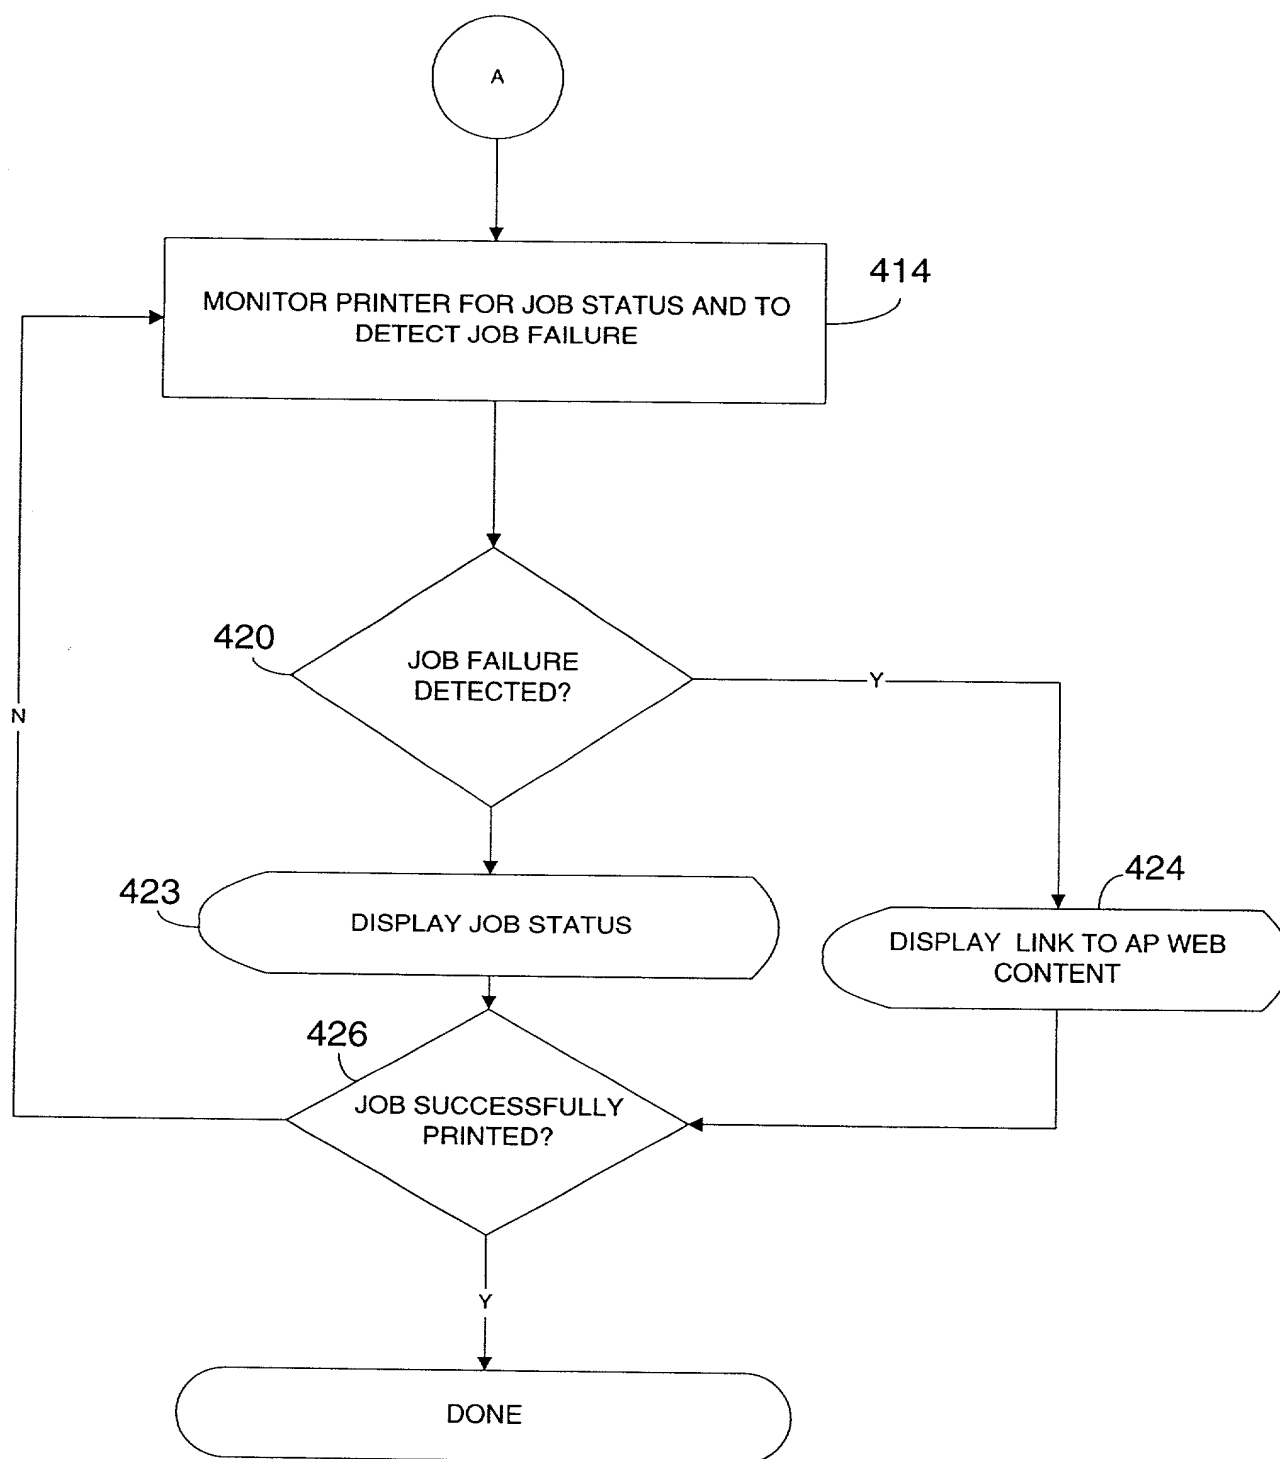 A
MONITOR PRINTER FOR JOB STATUS AND TO
DETECT JOB FAILURE
414
420
JOB FAILURE
DETECTED?
Y
N
423
DISPLAY JOB STATUS
424
DISPLAY LINK TO AP WEB
CONTENT
426
JOB SUCCESSFULLY
PRINTED?
Y
DONE